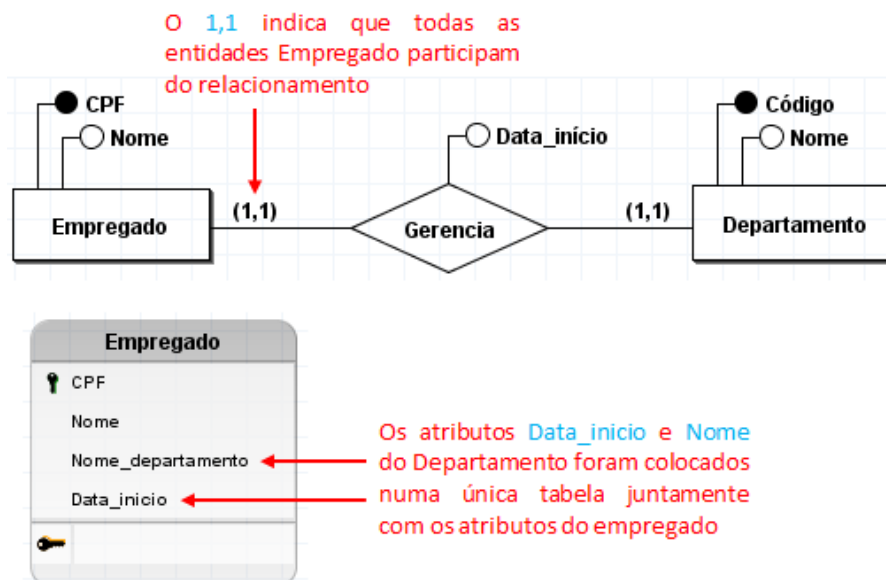 O 1,1 indica que todas as
entidades Empregado participam
do relacionamento
CPF
Nome
Empregado
(1,1)
Data_início
Gerencia
(1,1)
Código
Nome
Departamento
Empregado
CPF
Nome
Nome_departamento
Data_inicio
Os atributos Data_inicio e Nome
do Departamento foram colocados
numa única tabela juntamente
com os atributos do empregado